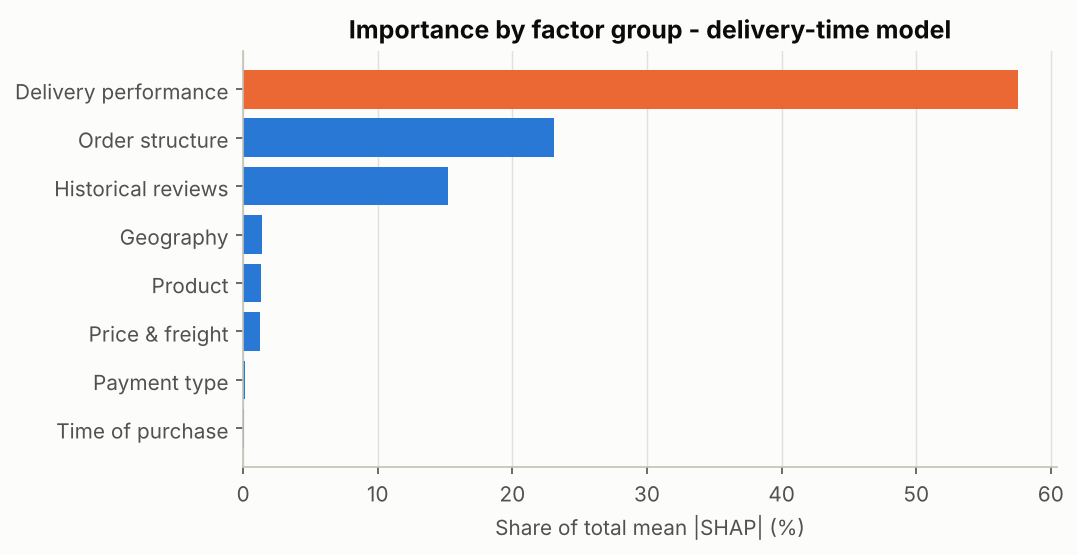 Importance by factor group - delivery-time model
Delivery performance
Order structure
Historical reviews
Geography
Product
Price & freight
Payment type
Time of purchase
0 10 20 30 40 50 60
Share of total mean |SHAP| (%)